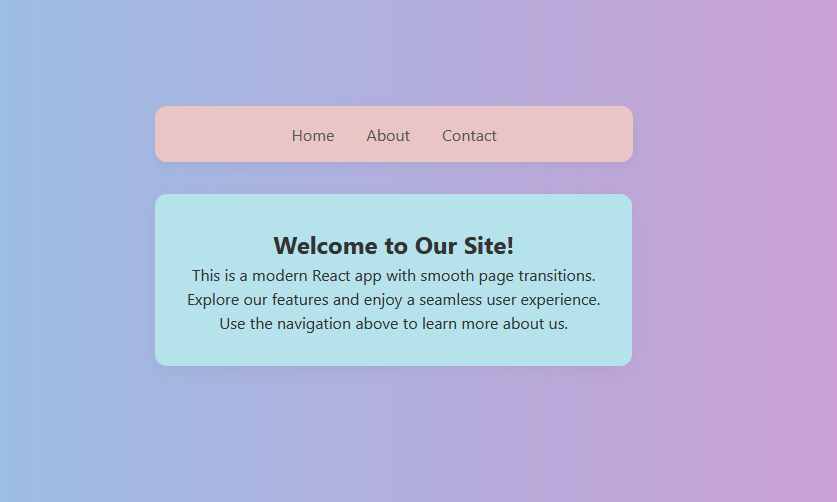 Home About Contact
Welcome to Our Site!
This is a modern React app with smooth page transitions.
Explore our features and enjoy a seamless user experience.
Use the navigation above to learn more about us.